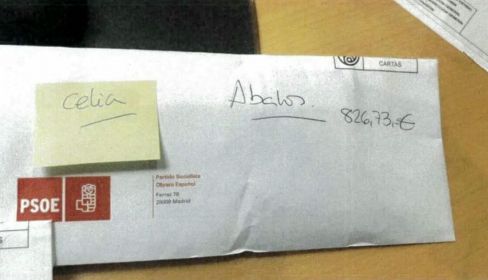 CARTAS
celia
Abalos.
826,73,-€
PSOE
Partido Socialista
Obrero Español
Ferraz 70
28008 Madrid
S